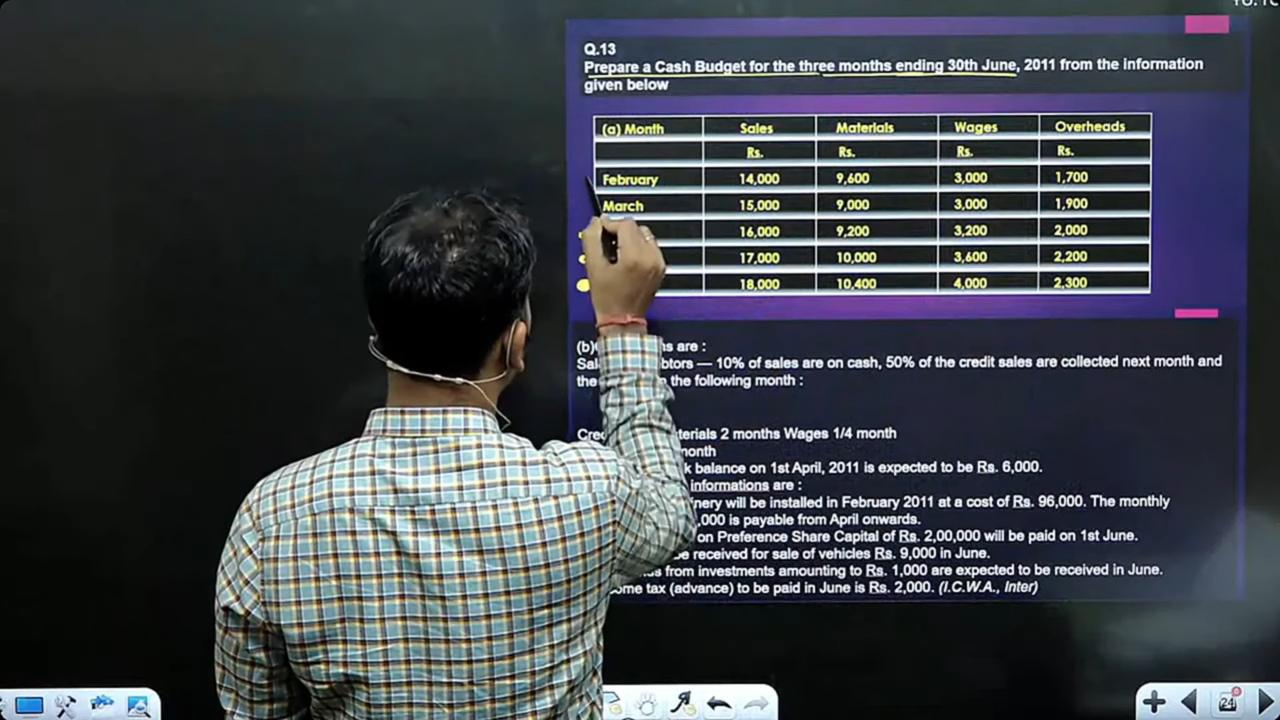 Q.13
Prepare a Cash Budget for the three months ending 30th June, 2011 from the information
given below
(a) Month Sales Materials Wages Overheads
Rs. Rs. Rs. Rs.
February 14,000 9,600 3,000 1,700
March 15,000 9,000 3,000 1,900
16,000 9,200 3,200 2,000
17,000 10,000 3,600 2,200
18,000 10,400 4,000 2,300
(b) are :
10% of sales are on cash, 50% of the credit sales are collected next month and
the following month :
2 months Wages 1/4 month
balance on 1st April, 2011 is expected to be Rs. 6,000.
informations are :
will be installed in February 2011 at a cost of Rs. 96,000. The monthly
,000 is payable from April onwards.
on Preference Share Capital of Rs. 2,00,000 will be paid on 1st June.
received for sale of vehicles Rs. 9,000 in June.
from investments amounting to Rs. 1,000 are expected to be received in June.
tax (advance) to be paid in June is Rs. 2,000. (I.C.W.A., Inter)
24